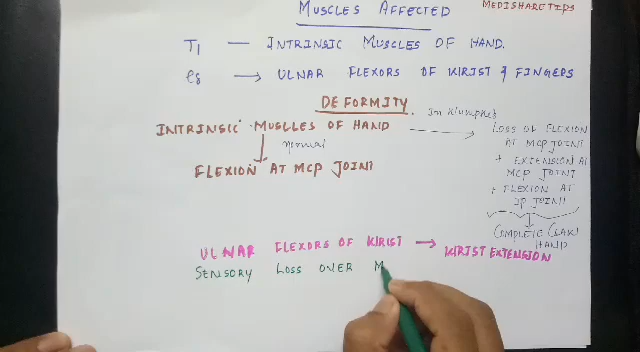 MUSCLES AFFECTED
MEDISHARETIPS
T1 — INTRINSIC MUSCLES OF HAND.
C8 → ULNAR FLEXORS OF WRIST & FINGERS
DEFORMITY.
In Klumpkes
INTRINSIC MUSCLES OF HAND
normal
FLEXION AT MCP JOINT
LOSS OF FLEXION
AT MCP JOINT
+ EXTENSION AT
MCP JOINT
+ FLEXION AT
IP JOINT
COMPLETE CLAW
HAND
ULNAR FLEXORS OF WRIST → WRIST EXTENSION
SENSORY LOSS OVER M